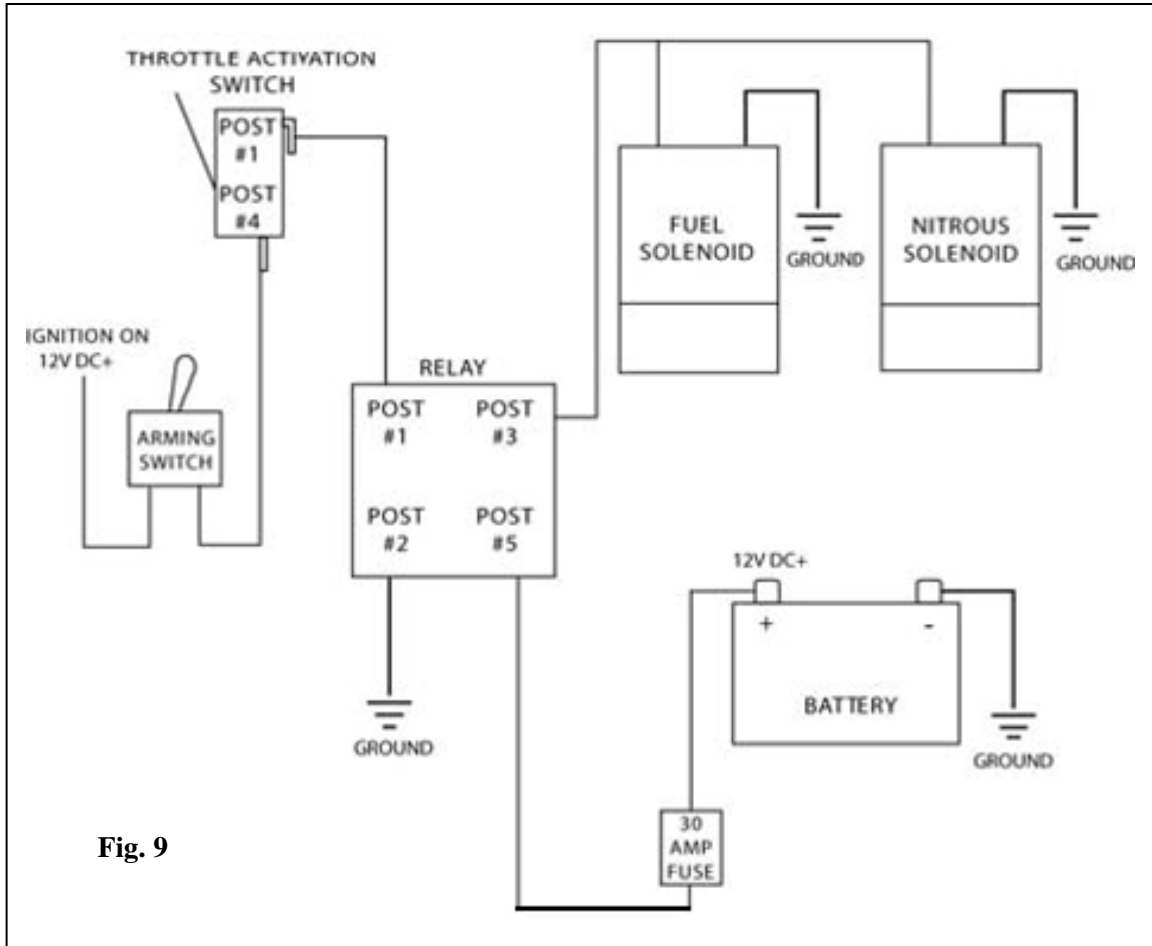 THROTTLE ACTIVATION
SWITCH
POST
#1
POST
#4
IGNITION ON
12V DC+
ARMING
SWITCH
RELAY
POST
#1
POST
#3
POST
#2
POST
#5
GROUND
FUEL
SOLENOID
GROUND
NITROUS
SOLENOID
GROUND
12V DC+
+
-
BATTERY
GROUND
30
AMP
FUSE
Fig. 9